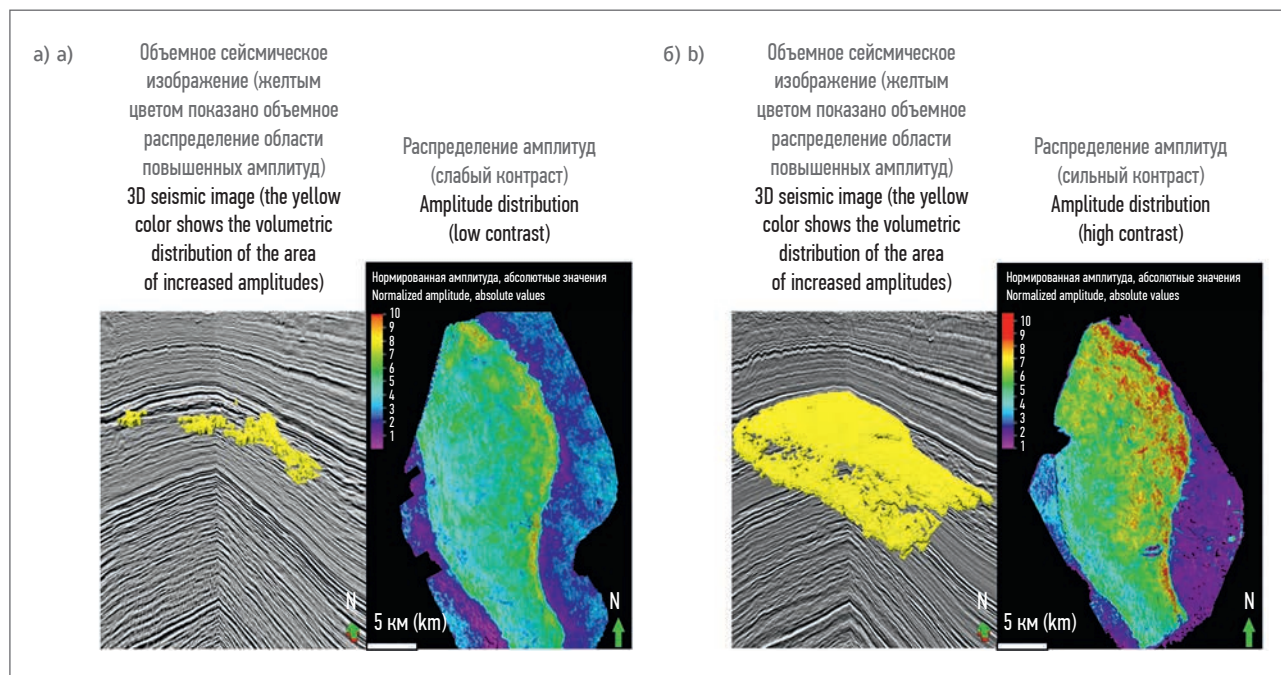 а) a)
Объемное сейсмическое
изображение (желтым
цветом показано объемное
распределение области
повышенных амплитуд)
3D seismic image (the yellow
color shows the volumetric
distribution of the area
of increased amplitudes)
Распределение амплитуд
(слабый контраст)
Amplitude distribution
(low contrast)
Нормированная амплитуда, абсолютные значения
Normalized amplitude, absolute values
10
9
8
7
6
5
4
3
2
1
N
5 км (km)
N
б) b)
Объемное сейсмическое
изображение (желтым
цветом показано объемное
распределение области
повышенных амплитуд)
3D seismic image (the yellow
color shows the volumetric
distribution of the area
of increased amplitudes)
Распределение амплитуд
(сильный контраст)
Amplitude distribution
(high contrast)
Нормированная амплитуда, абсолютные значения
Normalized amplitude, absolute values
10
9
8
7
6
5
4
3
2
1
N
5 км (km)
N